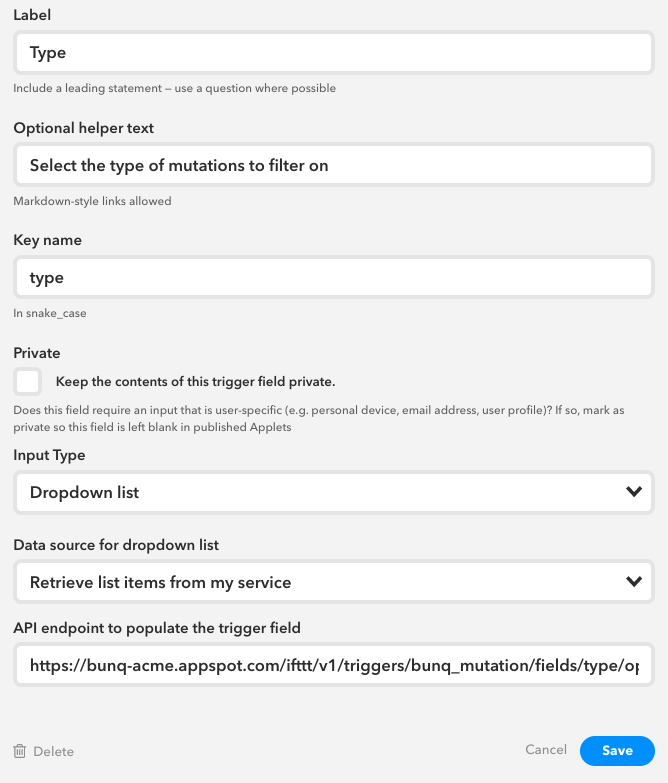 Label
Type
Include a leading statement — use a question where possible
Optional helper text
Select the type of mutations to filter on
Markdown-style links allowed
Key name
type
In snake_case
Private
Keep the contents of this trigger field private.
Does this field require an input that is user-specific (e.g. personal device, email address, user profile)? If so, mark as
private so this field is left blank in published Applets
Input Type
Dropdown list
Data source for dropdown list
Retrieve list items from my service
API endpoint to populate the trigger field
https://bunq-acme.appspot.com/ifttt/v1/triggers/bunq_mutation/fields/type/op
Delete
Cancel
Save